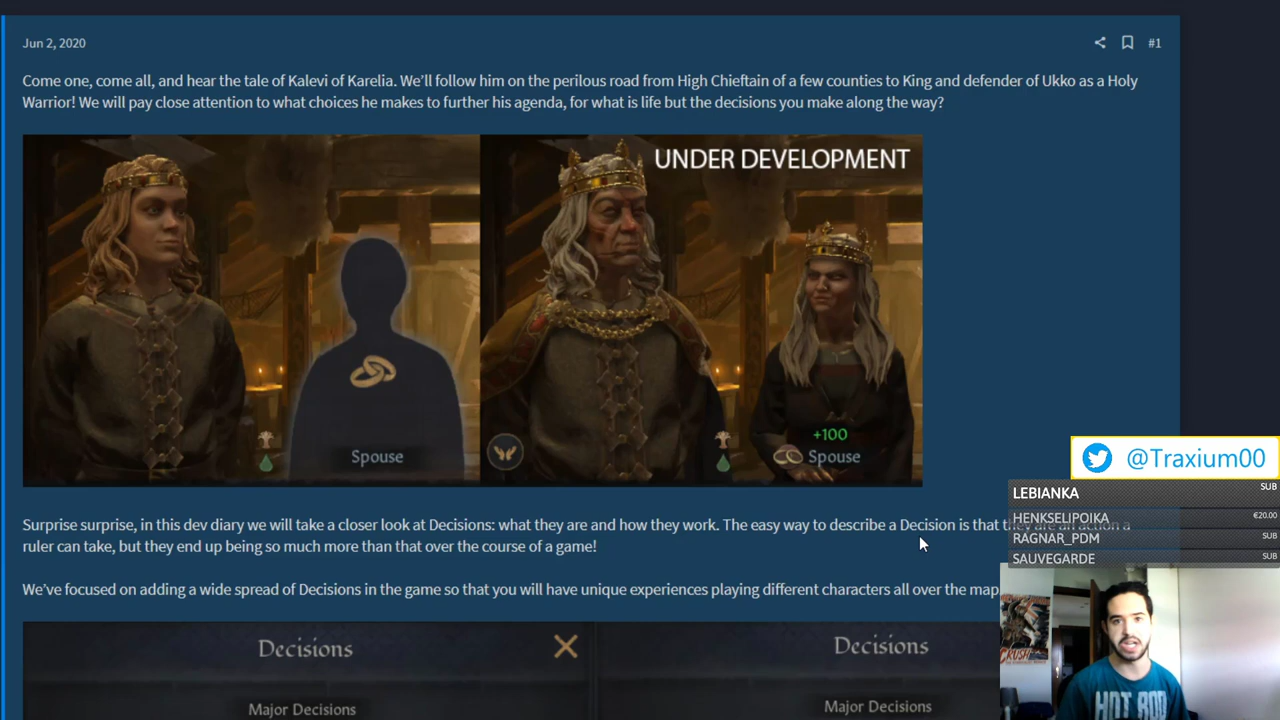 Jun 2, 2020
#1
Come one, come all, and hear the tale of Kalevi of Karelia. We'll follow him on the perilous road from High Chieftain of a few counties to King and defender of Ukko as a Holy
Warrior! We will pay close attention to what choices he makes to further his agenda, for what is life but the decisions you make along the way?
UNDER DEVELOPMENT
+100
Spouse
Spouse
@Traxium00
LEBIANKA SUB
HENKSELIPOIKA €20.00
RAGNAR_PDM SUB
SAUVEGARDE SUB
Surprise surprise, in this dev diary we will take a closer look at Decisions: what they are and how they work. The easy way to describe a Decision is that they are an action a
ruler can take, but they end up being so much more than that over the course of a game!
We've focused on adding a wide spread of Decisions in the game so that you will have unique experiences playing different characters all over the map
Decisions
Decisions
Major Decisions
Major Decisions
CRUSH
HOT ROD